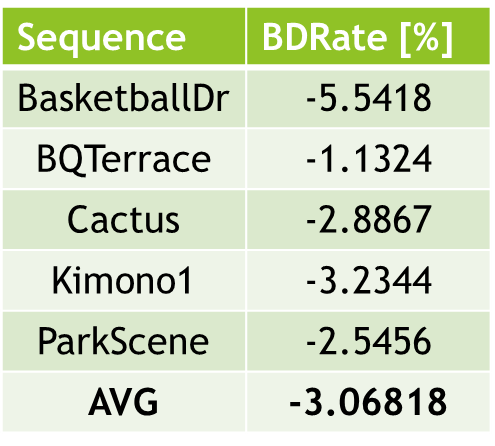 Sequence BDRate [%]
BasketballDr -5.5418
BQTerrace -1.1324
Cactus -2.8867
Kimono1 -3.2344
ParkScene -2.5456
AVG -3.06818